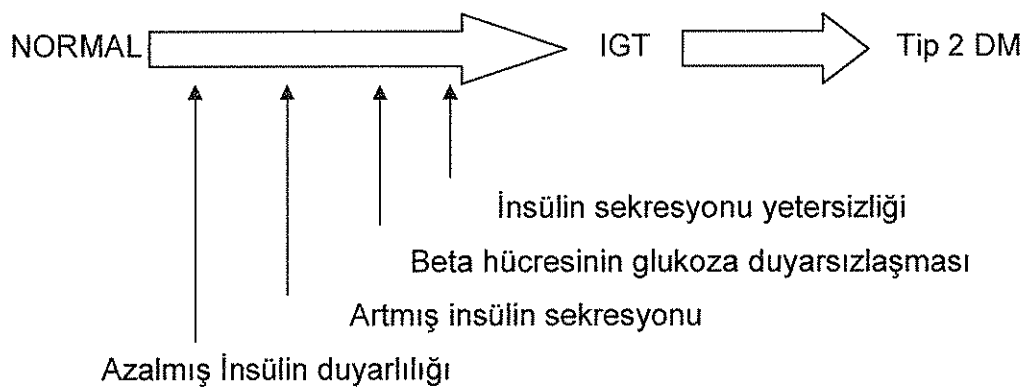 NORMAL IGT Tip 2 DM
İnsülin sekresyonu yetersizliği
Beta hücresinin glukoza duyarsızlaşması
Artmış insülin sekresyonu
Azalmış İnsülin duyarlılığı